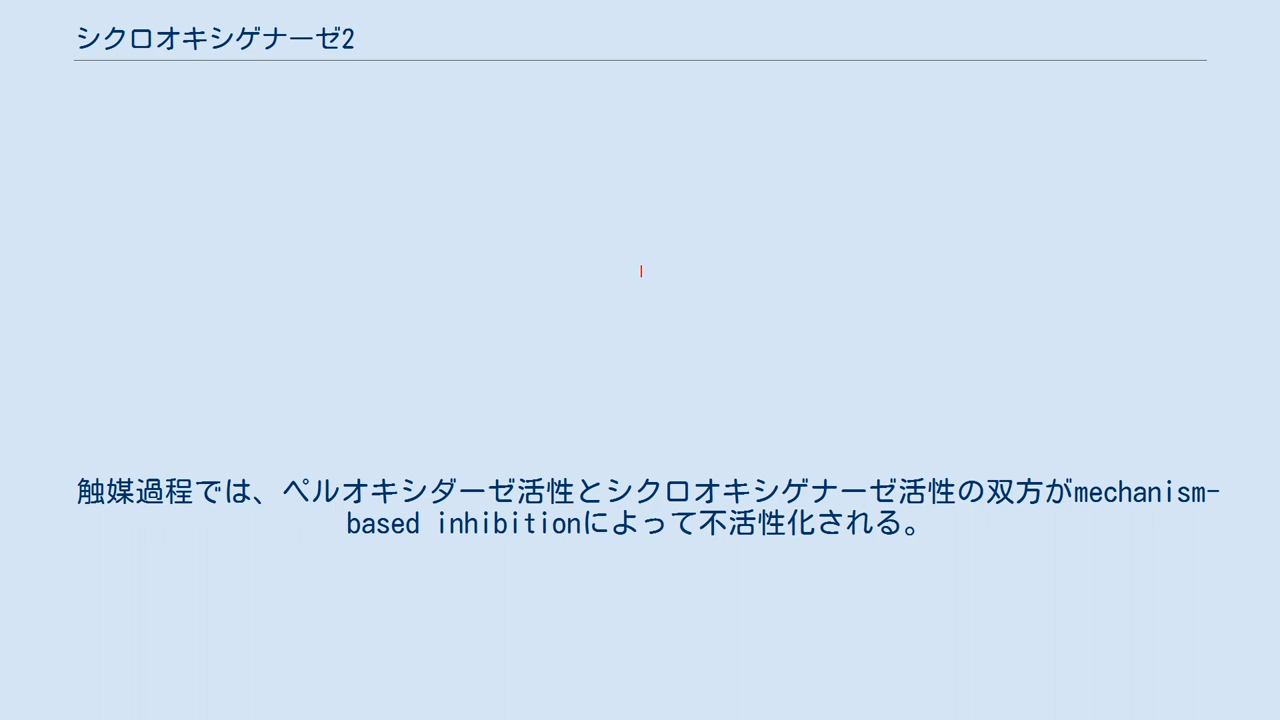 シクロオキシゲナーゼ2
触媒過程では、ペルオキシダーゼ活性とシクロオキシゲナーゼ活性の双方がmechanism-
based inhibitionによって不活性化される。